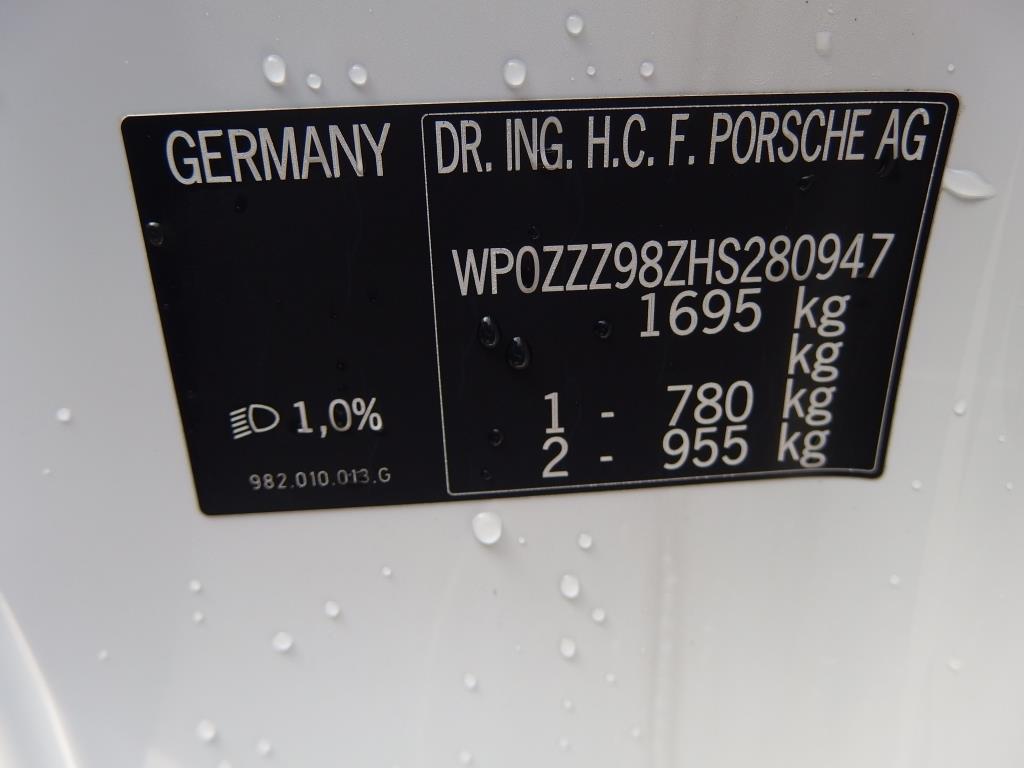 GERMANY
DR. ING. H.C. F. PORSCHE AG
WP0ZZZ98ZHS280947
1695 kg
kg
1 - 780 kg
2 - 955 kg
1,0%
982.010.013.G